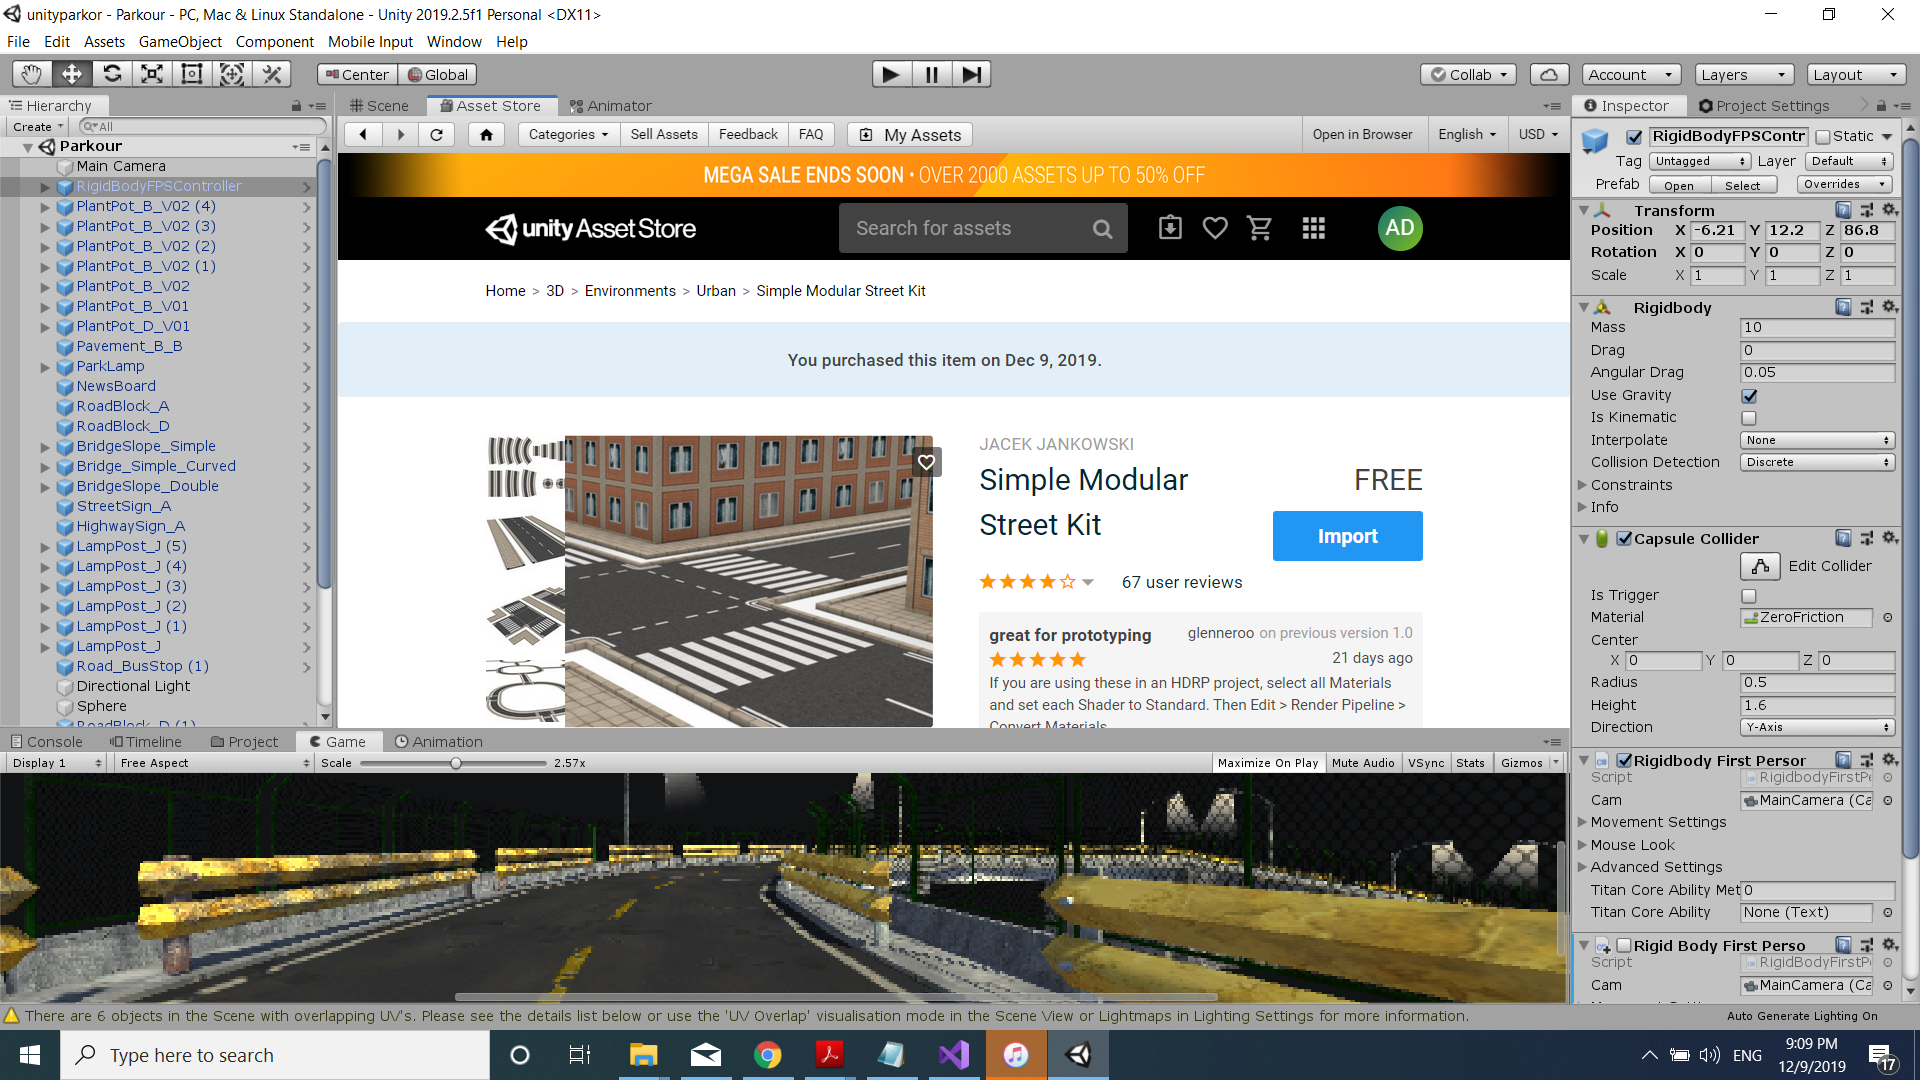 unityparkor - Parkour - PC, Mac & Linux Standalone - Unity 2019.2.5f1 Personal <DX11>
File Edit Assets GameObject Component Mobile Input Window Help
Center Global Collab Account Layers Layout
Hierarchy
Create All
Parkour
Main Camera
RigidBodyFPSController
PlantPot_B_V02 (4)
PlantPot_B_V02 (3)
PlantPot_B_V02 (2)
PlantPot_B_V02 (1)
PlantPot_B_V02
PlantPot_B_V01
PlantPot_D_V01
Pavement_B_B
ParkLamp
NewsBoard
RoadBlock_A
RoadBlock_D
BridgeSlope_Simple
Bridge_Simple_Curved
BridgeSlope_Double
StreetSign_A
HighwaySign_A
LampPost_J (5)
LampPost_J (4)
LampPost_J (3)
LampPost_J (2)
LampPost_J (1)
LampPost_J
Road_BusStop (1)
Directional Light
Sphere
RoadBlock_D (1)
Scene Asset Store Animator
Categories Sell Assets Feedback FAQ My Assets Open in Browser English USD
MEGA SALE ENDS SOON • OVER 2000 ASSETS UP TO 50% OFF
unity Asset Store Search for assets AD
Home > 3D > Environments > Urban > Simple Modular Street Kit
You purchased this item on Dec 9, 2019.
JACEK JANKOWSKI
Simple Modular
Street Kit
FREE
Import
67 user reviews
great for prototyping glenneroo on previous version 1.0
21 days ago
If you are using these in an HDRP project, select all Materials
and set each Shader to Standard. Then Edit > Render Pipeline >
Convert Materials
Inspector Project Settings
RigidBodyFPSContr Static
Tag Untagged Layer Default
Prefab Open Select Overrides
Transform
Position X -6.21 Y 12.2 Z 86.8
Rotation X 0 Y 0 Z 0
Scale X 1 Y 1 Z 1
Rigidbody
Mass 10
Drag 0
Angular Drag 0.05
Use Gravity
Is Kinematic
Interpolate None
Collision Detection Discrete
Constraints
Info
Capsule Collider
Edit Collider
Is Trigger
Material ZeroFriction
Center
X 0 Y 0 Z 0
Radius 0.5
Height 1.6
Direction Y-Axis
Rigidbody First Person
Script RigidbodyFirstPe
Cam MainCamera (Ca
Movement Settings
Mouse Look
Advanced Settings
Titan Core Ability Met 0
Titan Core Ability None (Text)
Rigid Body First Perso
Script RigidBodyFirstPe
Cam MainCamera (Ca
Console Timeline Project Game Animation
Display 1 Free Aspect Scale 2.57x Maximize On Play Mute Audio VSync Stats Gizmos
There are 6 objects in the Scene with overlapping UV's. Please see the details list below or use the 'UV Overlap' visualisation mode in the Scene View or Lightmaps in Lighting Settings for more information.
Auto Generate Lighting On
Type here to search
ENG
9:09 PM
12/9/2019
17